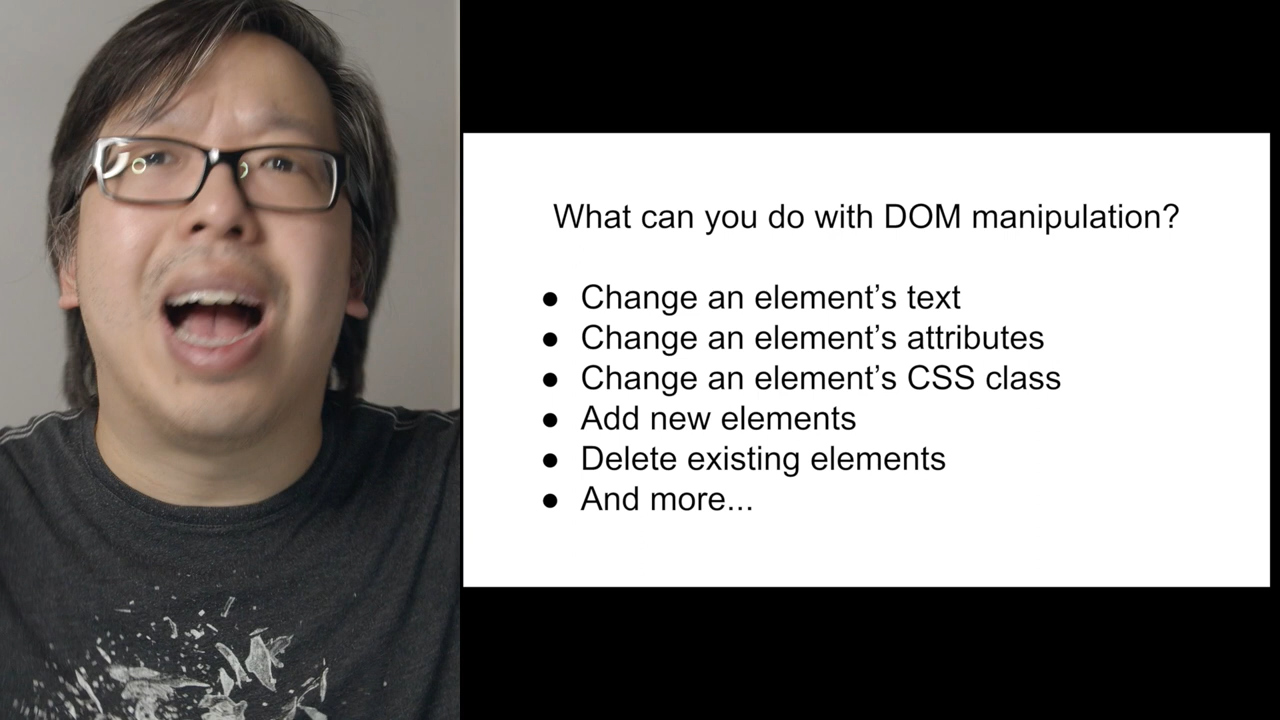 What can you do with DOM manipulation?
● Change an element’s text
● Change an element’s attributes
● Change an element’s CSS class
● Add new elements
● Delete existing elements
● And more...